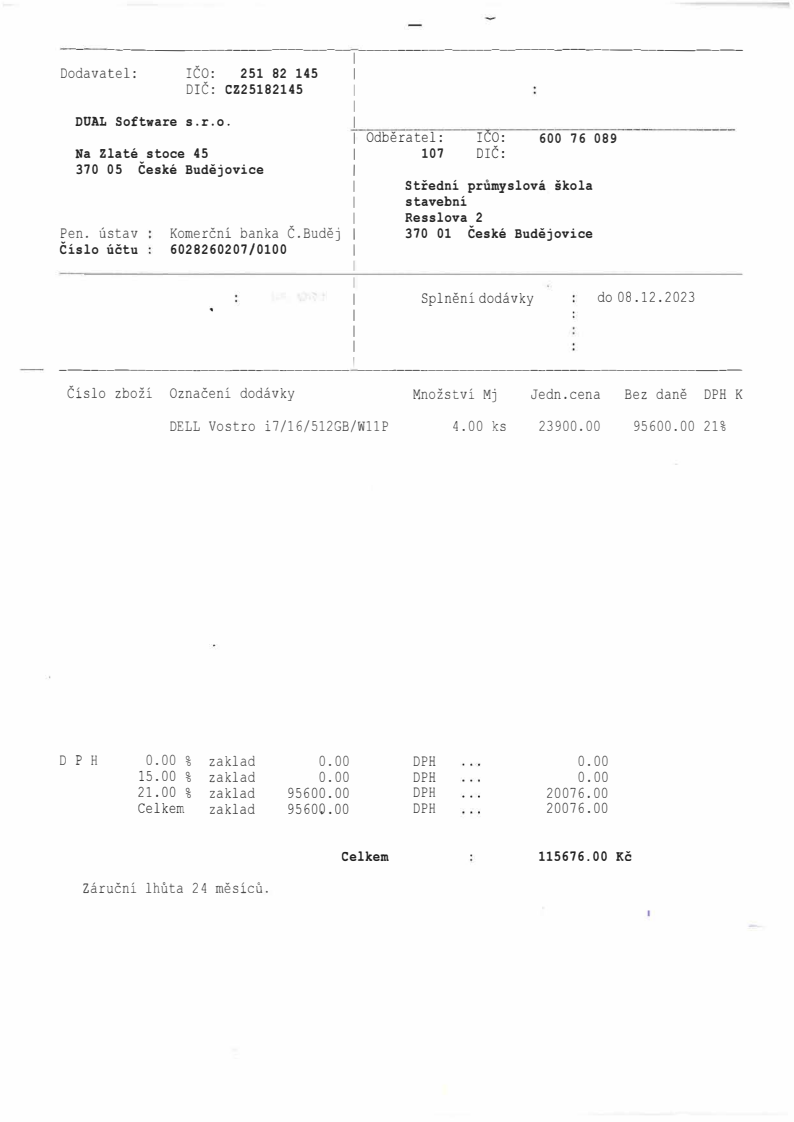 Dodavatel: IČO: 251 82 145
DIČ: CZ25182145
DUAL Software s.r.o.
Na Zlaté stoce 45
370 05 České Budějovice
Pen. ústav : Komerční banka Č.Buděj
Číslo účtu : 6028260207/0100
:
Odběratel: IČO: 600 76 089
107 DIČ:
Střední průmyslová škola
stavební
Resslova 2
370 01 České Budějovice
:
Splnění dodávky : do 08.12.2023
:
:
:
Číslo zboží Označení dodávky Množství Mj Jedn.cena Bez daně DPH K
DELL Vostro i7/16/512GB/W11P 4.00 ks 23900.00 95600.00 21%
D P H 0.00 % zaklad 0.00 DPH ... 0.00
15.00 % zaklad 0.00 DPH ... 0.00
21.00 % zaklad 95600.00 DPH ... 20076.00
Celkem zaklad 95600.00 DPH ... 20076.00
Celkem : 115676.00 Kč
Záruční lhůta 24 měsíců.